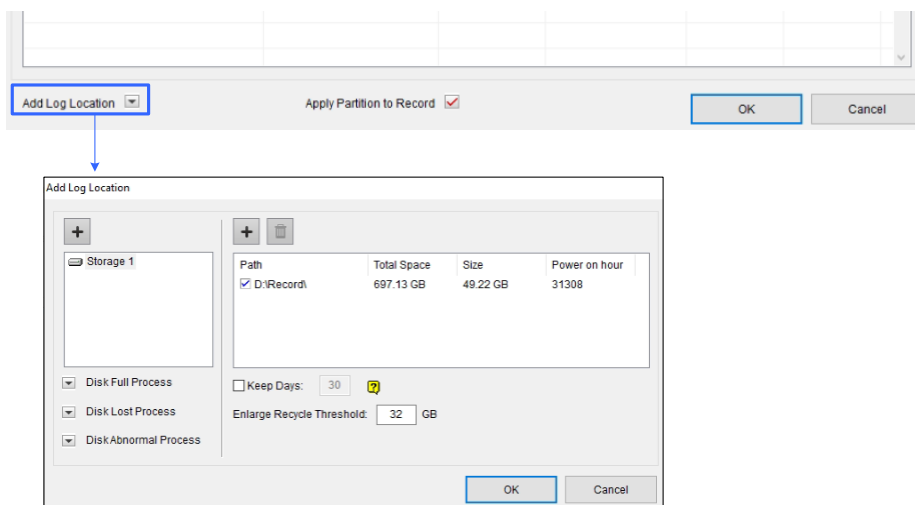 Add Log Location
Apply Partition to Record
OK
Cancel
Add Log Location
Storage 1
Path Total Space Size Power on hour
D:\Record\ 697.13 GB 49.22 GB 31308
Disk Full Process
Disk Lost Process
Disk Abnormal Process
Keep Days: 30 ?
Enlarge Recycle Threshold: 32 GB
OK
Cancel